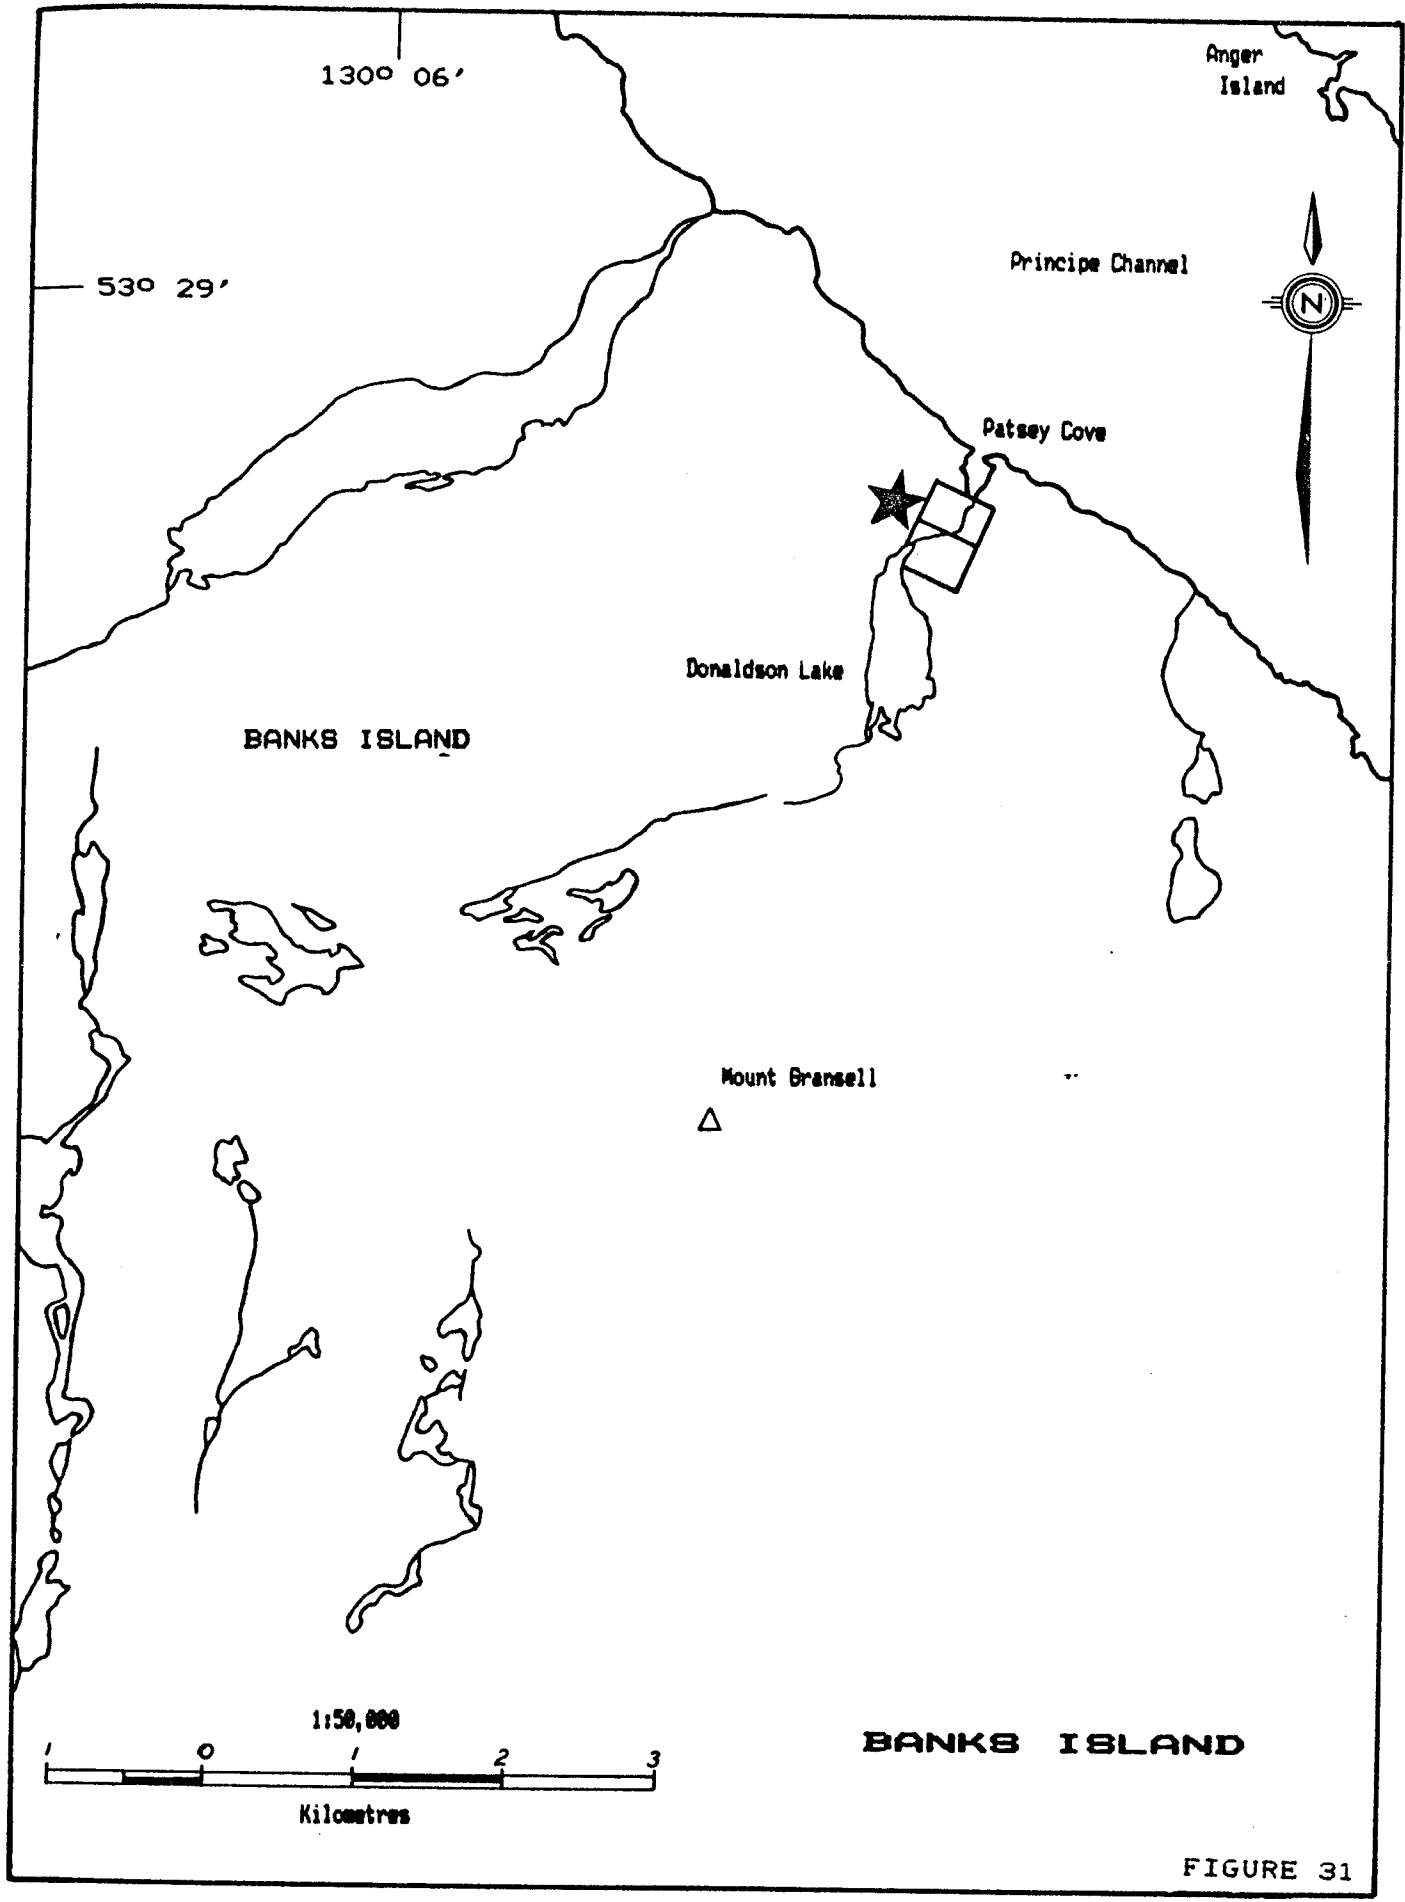 130° 06′
Anger
Island
53° 29′
Principe Channel
N
Patsey Cove
Donaldson Lake
BANKS ISLAND
Mount Gransell
1:50,000
1 0 1 2 3
Kilometres
BANKS ISLAND
FIGURE 31